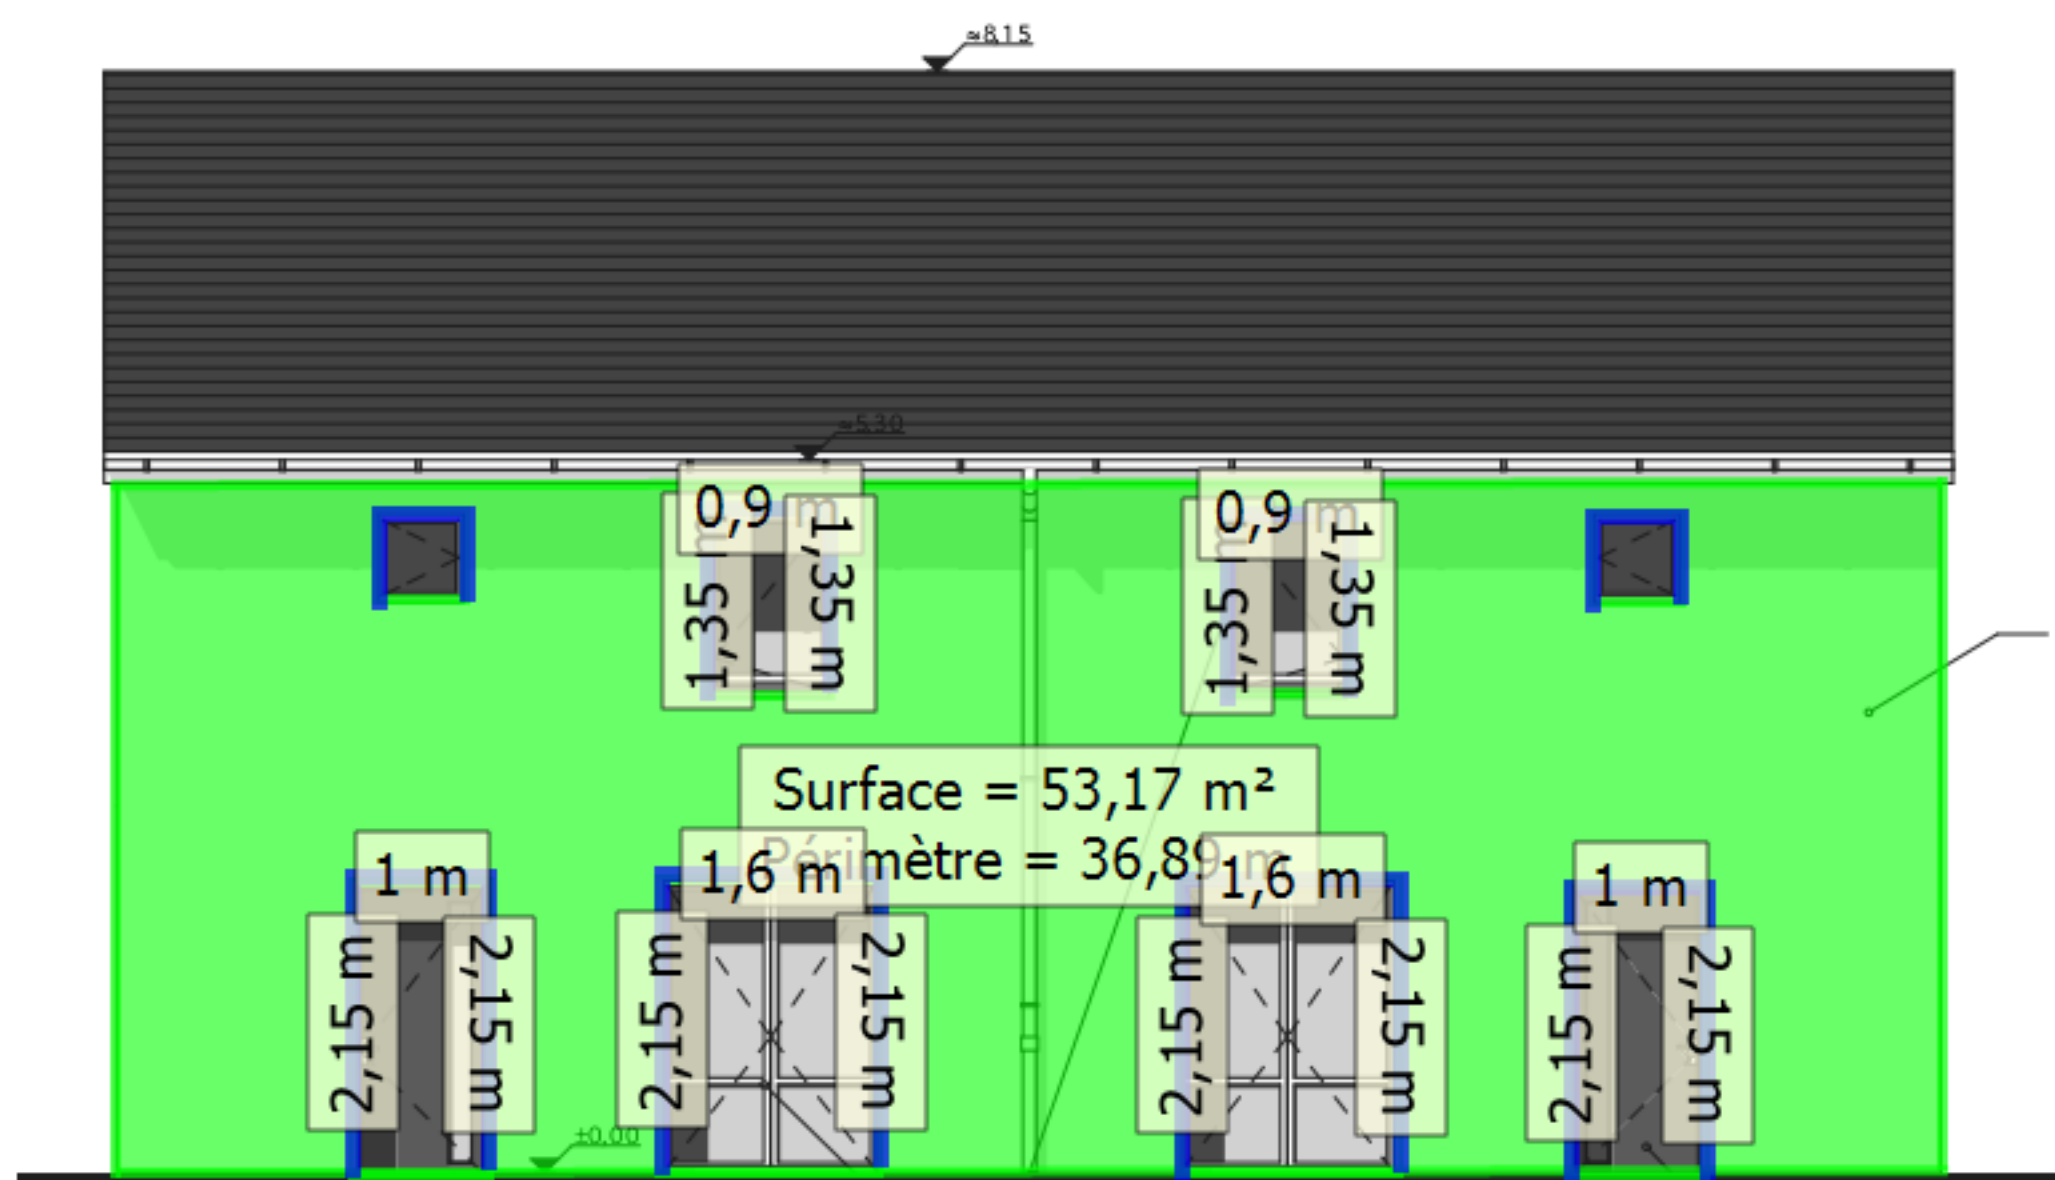 ≈8,15
≈5,30
0,9 m
1,35 m
1,35 m
0,9 m
1,35 m
1,35 m
Surface = 53,17 m²
Périmètre = 36,89 m
1 m
2,15 m
2,15 m
1,6 m
2,15 m
2,15 m
1,6 m
2,15 m
2,15 m
1 m
2,15 m
2,15 m
±0,00